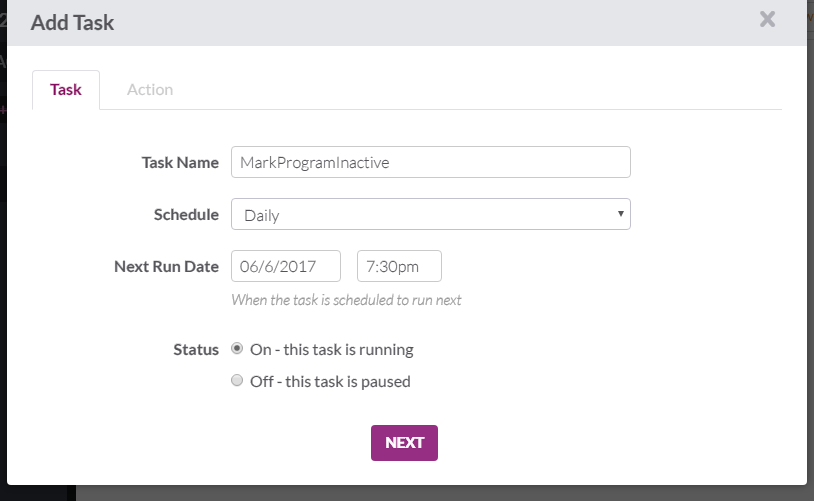 Add Task
Task Action
Task Name MarkProgramInactive
Schedule Daily
Next Run Date 06/6/2017 7:30pm
When the task is scheduled to run next
Status On - this task is running
Off - this task is paused
NEXT